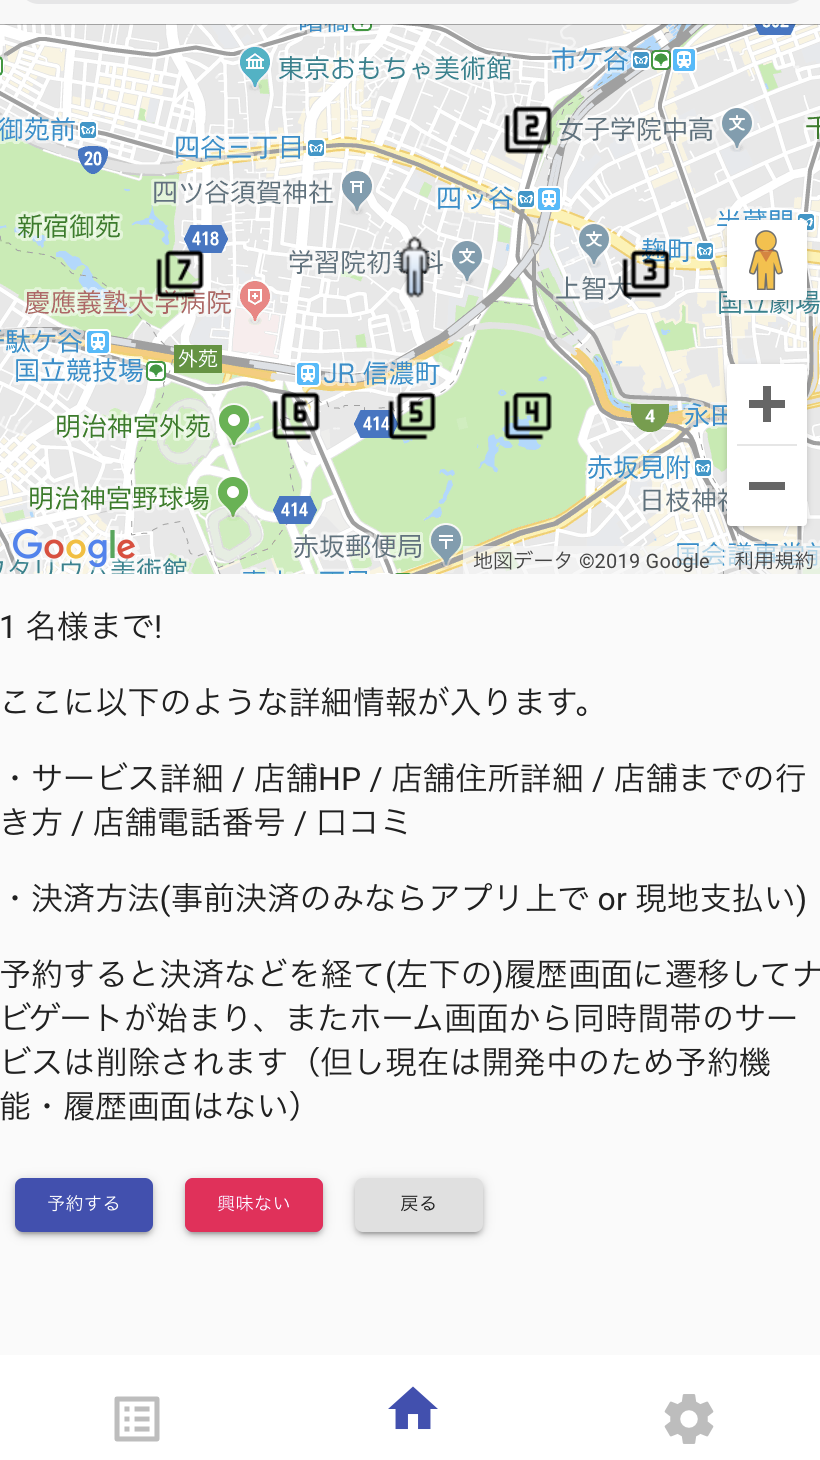 東京おもちゃ美術館
市ケ谷
御苑前
20
四谷三丁目
2
女子学院中高
文
四ツ谷須賀神社
四ッ谷
新宿御苑
418
半蔵門
麹町
7
学習院初等科
文
文
上智大
3
慶應義塾大学病院
国立劇場
千駄ケ谷
外苑
国立競技場
JR 信濃町
6
414
5
4
4
永田
明治神宮外苑
赤坂見附
明治神宮野球場
414
日枝神社
赤坂郵便局
Google
地図データ ©2019 Google
利用規約
1 名様まで!
ここに以下のような詳細情報が入ります。
・サービス詳細 / 店舗HP / 店舗住所詳細 / 店舗までの行
き方 / 店舗電話番号 / 口コミ
・決済方法(事前決済のみならアプリ上で or 現地支払い)
予約すると決済などを経て(左下の)履歴画面に遷移してナ
ビゲートが始まり、またホーム画面から同時間帯のサー
ビスは削除されます（但し現在は開発中のため予約機
能・履歴画面はない）
予約する
興味ない
戻る